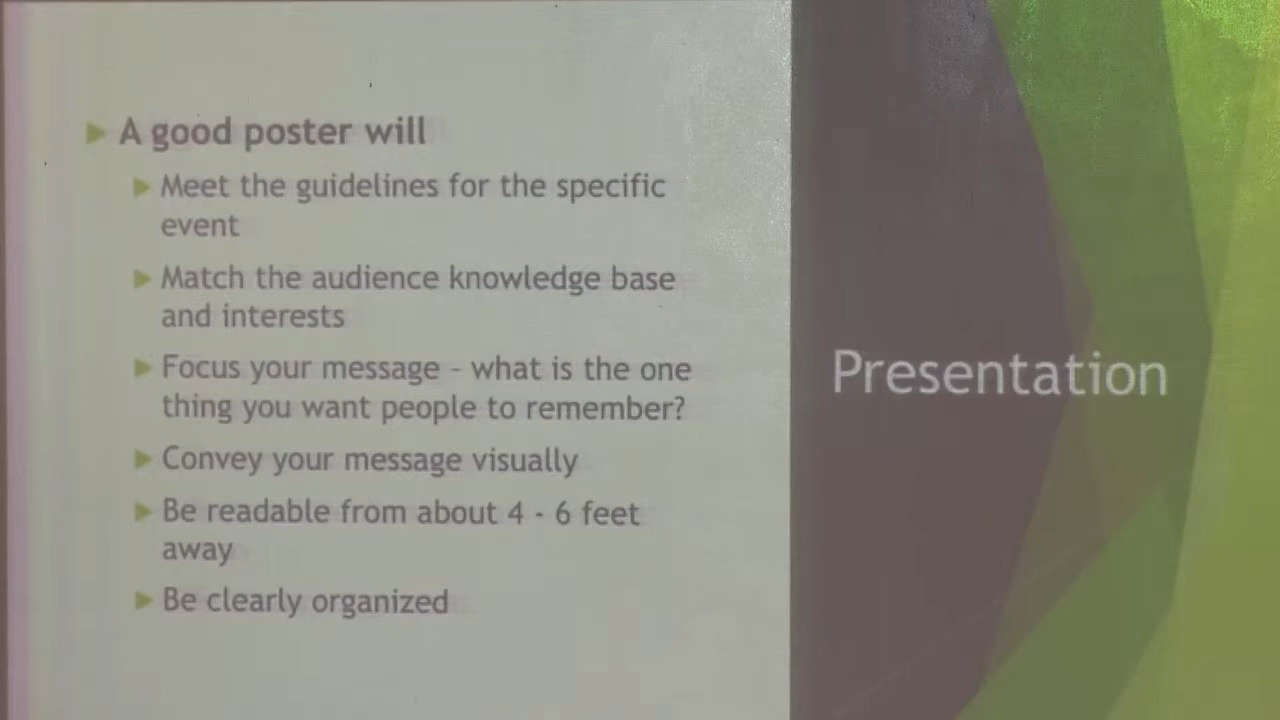 A good poster will
Meet the guidelines for the specific
event
Match the audience knowledge base
and interests
Focus your message – what is the one
thing you want people to remember?
Convey your message visually
Be readable from about 4 - 6 feet
away
Be clearly organized
Presentation